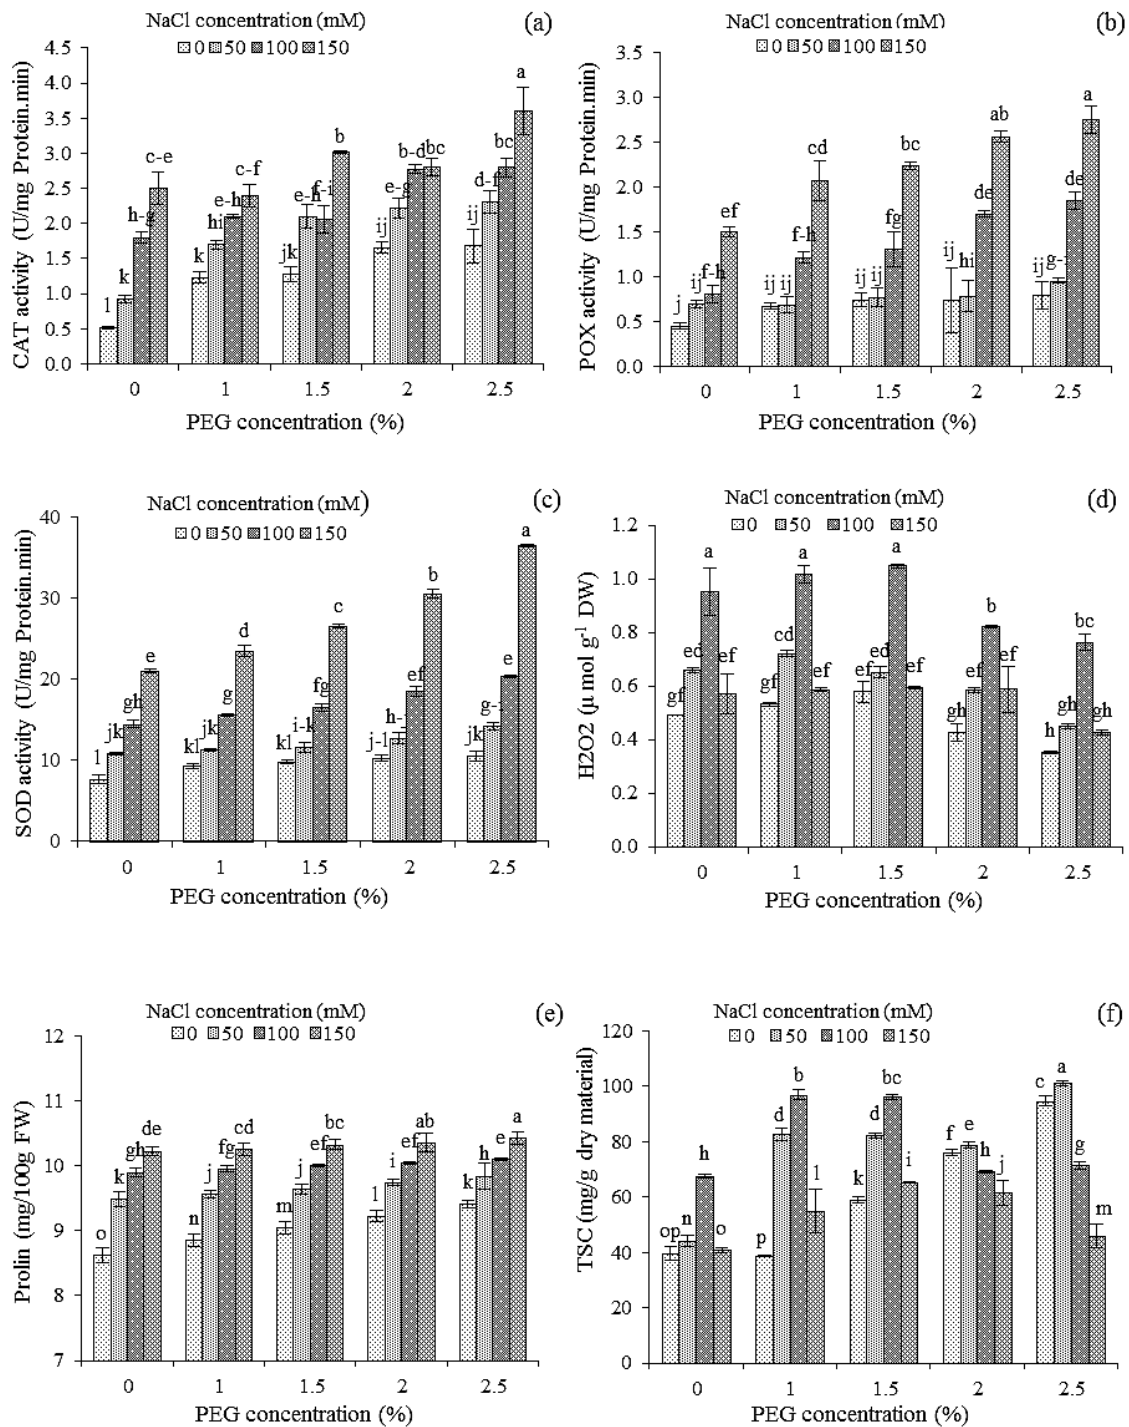 NaCl concentration (mM)
(a)
0 50 100 150
4.5
4.0
3.5
3.0
2.5
2.0
1.5
1.0
0.5
0.0
CAT activity (U/mg Protein.min)
l k h-g c-e
k hi e-h c-f
jk e-h f-i b
ij e-g b-d bc
ij d-f bc a
0 1 1.5 2 2.5
PEG concentration (%)
NaCl concentration (mM)
(b)
0 50 100 150
3.5
3.0
2.5
2.0
1.5
1.0
0.5
0.0
POX activity (U/mg Protein.min)
j ij f-h ef
ij ij f-h cd
ij ij fg bc
ij hi de ab
ij de a
0 1 1.5 2 2.5
PEG concentration (%)
NaCl concentration (mM)
(c)
0 50 100 150
40
30
20
10
0
SOD activity (U/mg Protein.min)
l jk gh e
kl jk g d
kl i-k fg c
j-l ef b
jk e a
0 1 1.5 2 2.5
PEG concentration (%)
NaCl concentration (mM)
(d)
0 50 100 150
1.2
1.0
0.8
0.6
0.4
0.2
0.0
H2O2 (µ mol g⁻¹ DW)
gf ed a ef
gf cd a ef
ef ed a ef
gh ef b ef
h gh bc gh
0 1 1.5 2 2.5
PEG concentration (%)
NaCl concentration (mM)
(e)
0 50 100 150
12
11
10
9
8
7
Prolin (mg/100g FW)
o k gh de
n j fg cd
m j ef bc
l i ef ab
k h e a
0 1 1.5 2 2.5
PEG concentration (%)
NaCl concentration (mM)
(f)
0 50 100 150
120
100
80
60
40
20
0
TSC (mg/g dry material)
op n h o
p d b l
k d bc i
f e h j
c a g m
0 1 1.5 2 2.5
PEG concentration (%)